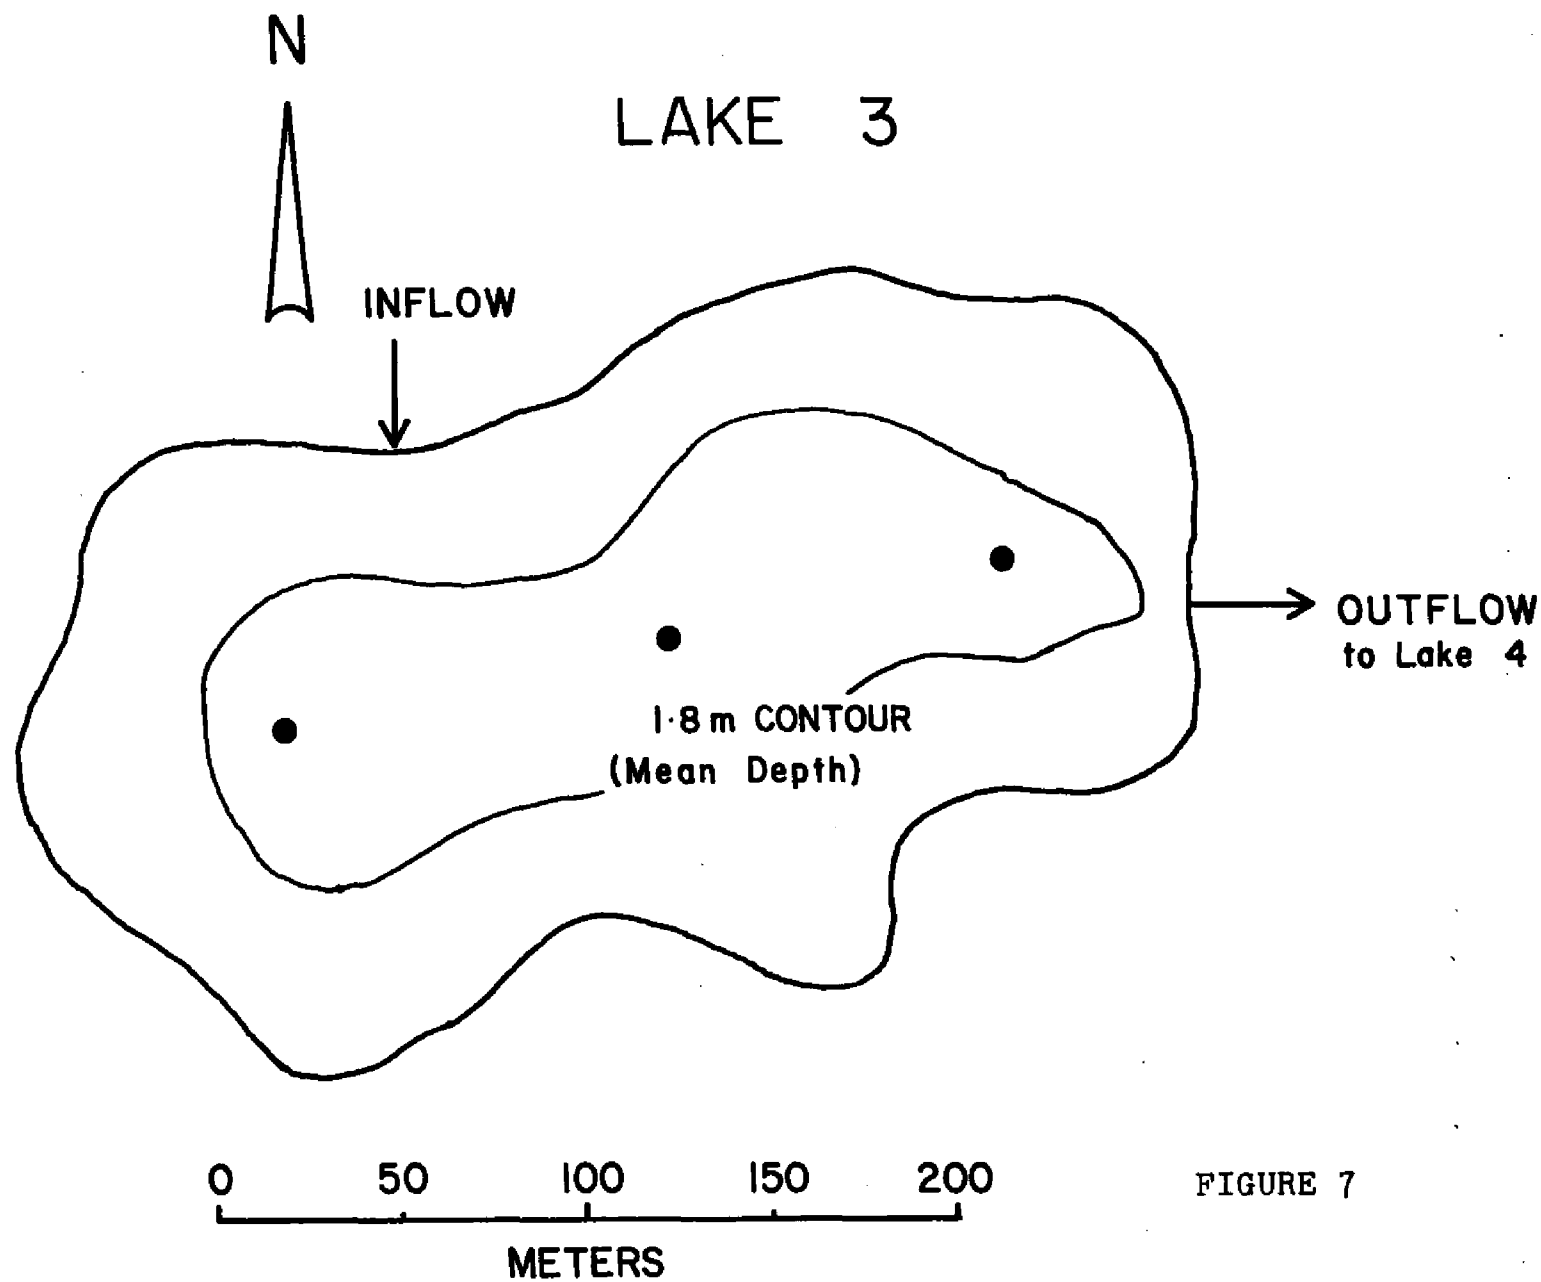 N
LAKE 3
INFLOW
OUTFLOW
to Lake 4
1·8 m CONTOUR
(Mean Depth)
0 50 100 150 200
METERS
FIGURE 7